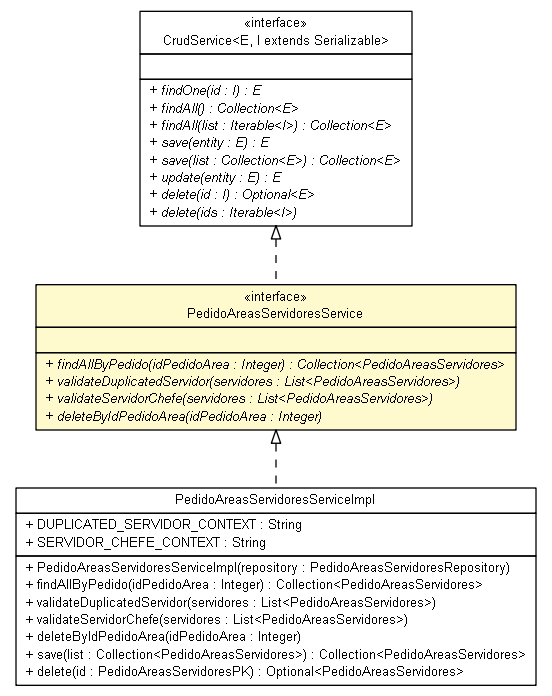 «interface»
CrudService<E, I extends Serializable>
+ findOne(id : I) : E
+ findAll() : Collection<E>
+ findAll(list : Iterable<I>) : Collection<E>
+ save(entity : E) : E
+ save(list : Collection<E>) : Collection<E>
+ update(entity : E) : E
+ delete(id : I) : Optional<E>
+ delete(ids : Iterable<I>)
«interface»
PedidoAreasServidoresService
+ findAllByPedido(idPedidoArea : Integer) : Collection<PedidoAreasServidores>
+ validateDuplicatedServidor(servidores : List<PedidoAreasServidores>)
+ validateServidorChefe(servidores : List<PedidoAreasServidores>)
+ deleteByIdPedidoArea(idPedidoArea : Integer)
PedidoAreasServidoresServiceImpl
+ DUPLICATED_SERVIDOR_CONTEXT : String
+ SERVIDOR_CHEFE_CONTEXT : String
+ PedidoAreasServidoresServiceImpl(repository : PedidoAreasServidoresRepository)
+ findAllByPedido(idPedidoArea : Integer) : Collection<PedidoAreasServidores>
+ validateDuplicatedServidor(servidores : List<PedidoAreasServidores>)
+ validateServidorChefe(servidores : List<PedidoAreasServidores>)
+ deleteByIdPedidoArea(idPedidoArea : Integer)
+ save(list : Collection<PedidoAreasServidores>) : Collection<PedidoAreasServidores>
+ delete(id : PedidoAreasServidoresPK) : Optional<PedidoAreasServidores>